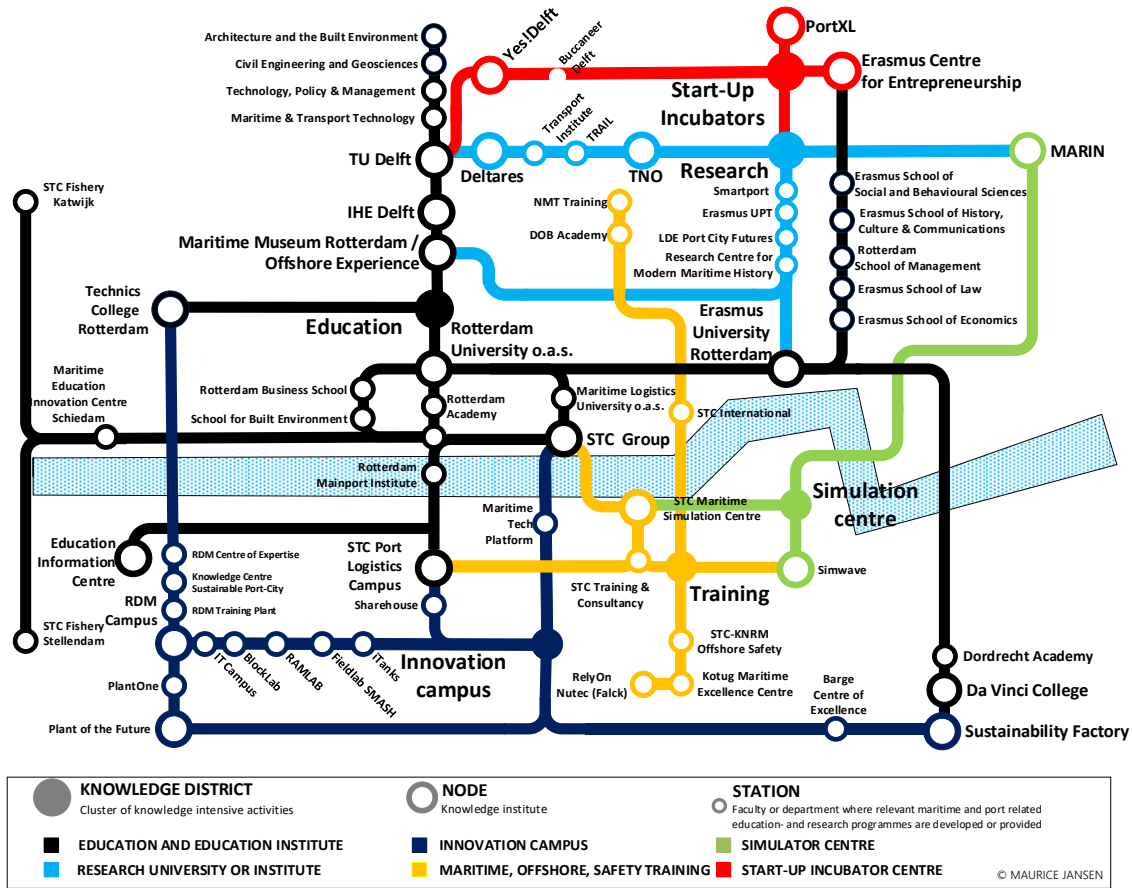 Architecture and the Built Environment
Civil Engineering and Geosciences
Technology, Policy & Management
Maritime & Transport Technology
TU Delft
IHE Delft
Maritime Museum Rotterdam /
Offshore Experience
Yes!Delft
Buccaneer
Delft
PortXL
Start-Up
Incubators
Erasmus Centre
for Entrepreneurship
Deltares
Transport
Institute
TRAIL
TNO
Research
MARIN
Smartport
Erasmus UPT
LDE Port City Futures
Research Centre for
Modern Maritime History
Erasmus School of
Social and Behavioural Sciences
Erasmus School of History,
Culture & Communications
Rotterdam
School of Management
Erasmus School of Law
Erasmus School of Economics
STC Fishery
Katwijk
NMT Training
DOB Academy
Technics
College
Rotterdam
Education
Rotterdam
University o.a.s.
Erasmus
University
Rotterdam
Maritime
Education
Innovation Centre
Schiedam
Rotterdam Business School
School for Built Environment
Rotterdam
Academy
Maritime Logistics
University o.a.s.
STC International
STC Group
Rotterdam
Mainport Institute
Maritime
Tech
Platform
STC Maritime
Simulation Centre
Simulation
centre
Education
Information
Centre
RDM Centre of Expertise
Knowledge Centre
Sustainable Port-City
RDM Training Plant
RDM
Campus
STC Port
Logistics
Campus
Sharehouse
STC Training &
Consultancy
Training
Simwave
STC Fishery
Stellendam
IT Campus
BlockLab
RAMLAB
Fieldlab SMASH
iTanks
Innovation
campus
STC-KNRM
Offshore Safety
RelyOn
Nutec (Falck)
Kotug Maritime
Excellence Centre
Dordrecht Academy
Da Vinci College
PlantOne
Plant of the Future
Barge
Centre of
Excellence
Sustainability Factory
KNOWLEDGE DISTRICT
Cluster of knowledge intensive activities
NODE
Knowledge institute
STATION
Faculty or department where relevant maritime and port related
education- and research programmes are developed or provided
EDUCATION AND EDUCATION INSTITUTE
INNOVATION CAMPUS
SIMULATOR CENTRE
RESEARCH UNIVERSITY OR INSTITUTE
MARITIME, OFFSHORE, SAFETY TRAINING
START-UP INCUBATOR CENTRE
© MAURICE JANSEN